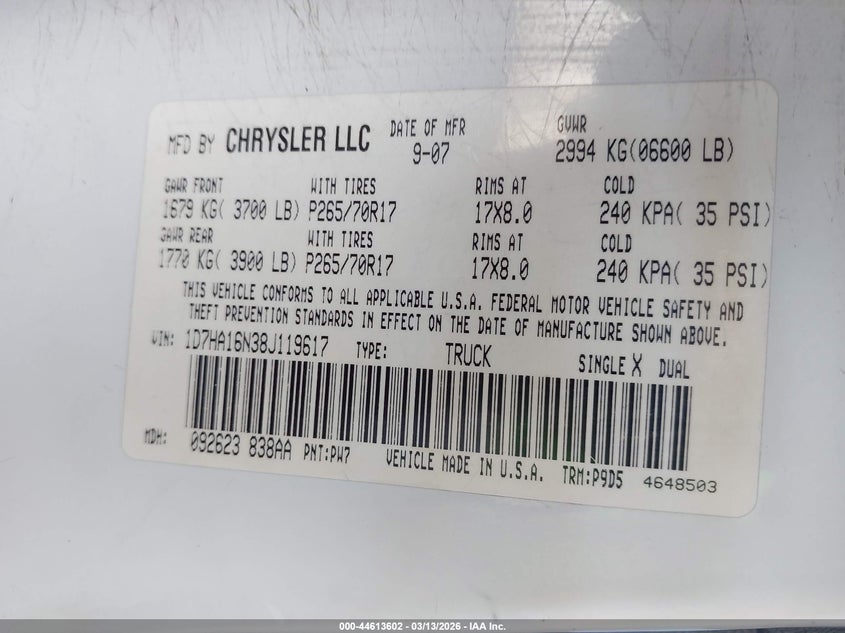 MFD BY CHRYSLER LLC DATE OF MFR 9-07 GVWR 2994 KG(06600 LB)
GAWR FRONT WITH TIRES RIMS AT COLD
1679 KG( 3700 LB) P265/70R17 17X8.0 240 KPA( 35 PSI)
GAWR REAR WITH TIRES RIMS AT COLD
1770 KG( 3900 LB) P265/70R17 17X8.0 240 KPA( 35 PSI)
THIS VEHICLE CONFORMS TO ALL APPLICABLE U.S.A. FEDERAL MOTOR VEHICLE SAFETY AND
THEFT PREVENTION STANDARDS IN EFFECT ON THE DATE OF MANUFACTURE SHOWN ABOVE.
VIN: 1D7HA16N38J119617 TYPE: TRUCK SINGLE X DUAL
MDH: 092623 838AA PNT:PW7 VEHICLE MADE IN U.S.A. TRM:P9D5 4648503
000-44613602 - 03/13/2026 - IAA Inc.